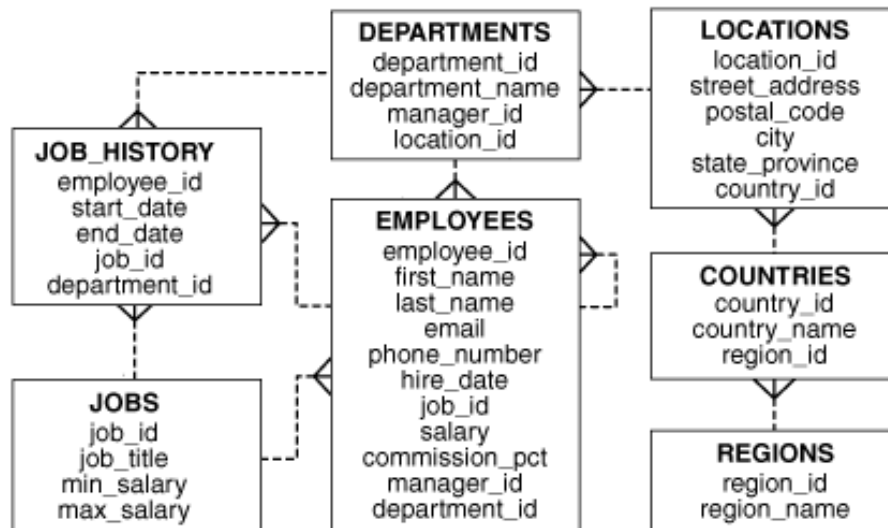 DEPARTMENTS
department_id
department_name
manager_id
location_id
LOCATIONS
location_id
street_address
postal_code
city
state_province
country_id
JOB_HISTORY
employee_id
start_date
end_date
job_id
department_id
EMPLOYEES
employee_id
first_name
last_name
email
phone_number
hire_date
job_id
salary
commission_pct
manager_id
department_id
COUNTRIES
country_id
country_name
region_id
JOBS
job_id
job_title
min_salary
max_salary
REGIONS
region_id
region_name